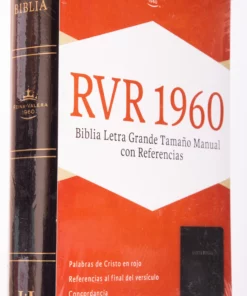 BIBLIA
REINA-VALERA
1960
RVR 1960
Biblia Letra Grande Tamaño Manual
con Referencias
Palabras de Cristo en rojo
Referencias al final del versículo
Concordancia